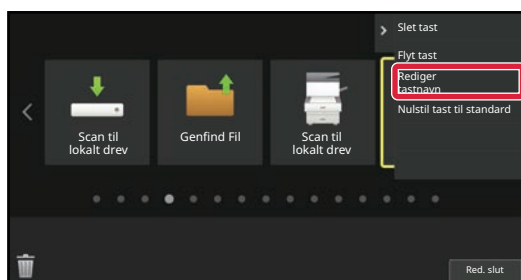 Slet tast
Flyt tast
Rediger
tastnavn
Nulstil tast til standard
Scan til
lokalt drev
Genfind Fil
Scan til
lokalt drev
Red. slut